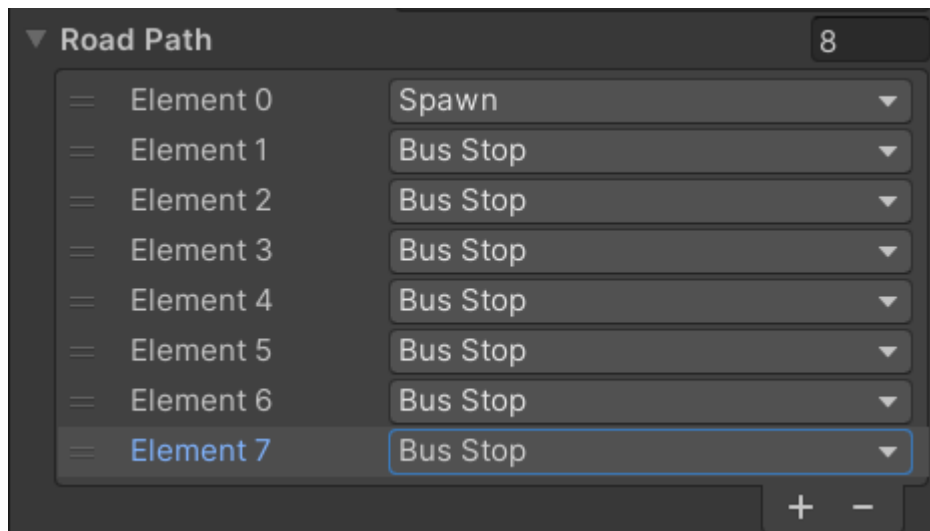 Road Path 8
Element 0 Spawn
Element 1 Bus Stop
Element 2 Bus Stop
Element 3 Bus Stop
Element 4 Bus Stop
Element 5 Bus Stop
Element 6 Bus Stop
Element 7 Bus Stop
+ −